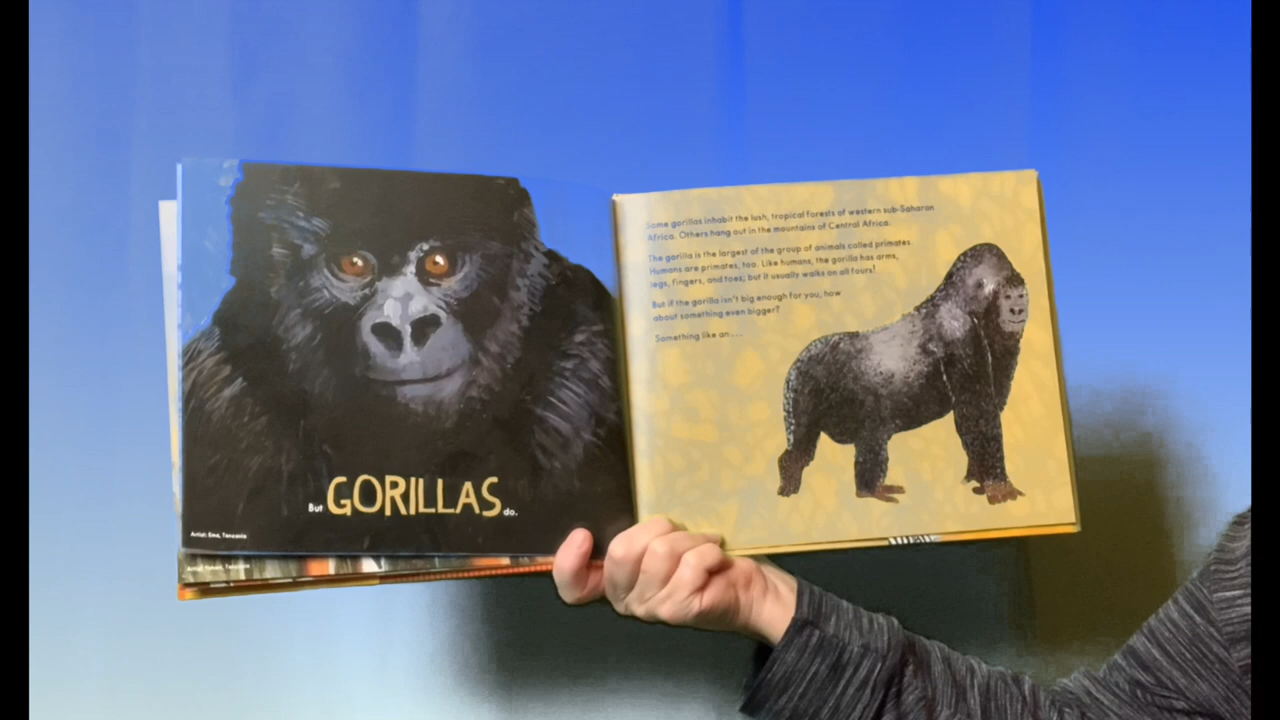 But GORILLAS do.
Artist: Ema, Tanzania
Some gorillas inhabit the lush, tropical forests of western sub-Saharan
Africa. Others hang out in the mountains of Central Africa.
The gorilla is the largest of the group of animals called primates.
Humans are primates, too. Like humans, the gorilla has arms,
legs, fingers, and toes; but it usually walks on all fours!
But if the gorilla isn't big enough for you, how
about something even bigger?
Something like an . . . .